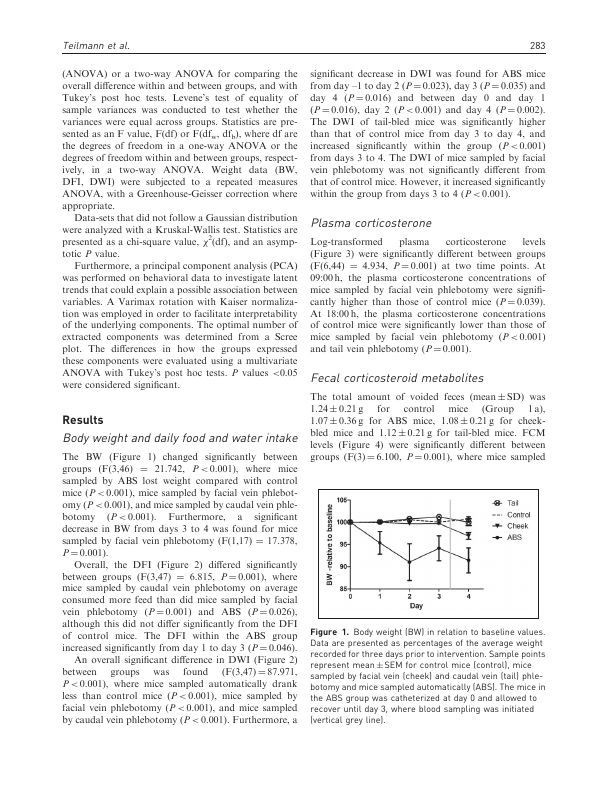 Teilmann et al.
283
(ANOVA) or a two-way ANOVA for comparing the
overall difference within and between groups, and with
Tukey's post hoc tests. Levene's test of equality of
sample variances was conducted to test whether the
variances were equal across groups. Statistics are pre-
sented as an F value, F(df) or F(dfw, dfb), where df are
the degrees of freedom in a one-way ANOVA or the
degrees of freedom within and between groups, respect-
ively, in a two-way ANOVA. Weight data (BW,
DFI, DWI) were subjected to a repeated measures
ANOVA, with a Greenhouse-Geisser correction where
appropriate.
Data-sets that did not follow a Gaussian distribution
were analyzed with a Kruskal-Wallis test. Statistics are
presented as a chi-square value, χ²(df), and an asymp-
totic P value.
Furthermore, a principal component analysis (PCA)
was performed on behavioral data to investigate latent
trends that could explain a possible association between
variables. A Varimax rotation with Kaiser normaliza-
tion was employed in order to facilitate interpretability
of the underlying components. The optimal number of
extracted components was determined from a Scree
plot. The differences in how the groups expressed
these components were evaluated using a multivariate
ANOVA with Tukey's post hoc tests. P values <0.05
were considered significant.
Results
Body weight and daily food and water intake
The BW (Figure 1) changed significantly between
groups (F(3,46) = 21.742, P < 0.001), where mice
sampled by ABS lost weight compared with control
mice (P < 0.001), mice sampled by facial vein phlebot-
omy (P < 0.001), and mice sampled by caudal vein phle-
botomy (P < 0.001). Furthermore, a significant
decrease in BW from days 3 to 4 was found for mice
sampled by facial vein phlebotomy (F(1,17) = 17.378,
P = 0.001).
Overall, the DFI (Figure 2) differed significantly
between groups (F(3,47) = 6.815, P = 0.001), where
mice sampled by caudal vein phlebotomy on average
consumed more feed than did mice sampled by facial
vein phlebotomy (P = 0.001) and ABS (P = 0.026),
although this did not differ significantly from the DFI
of control mice. The DFI within the ABS group
increased significantly from day 1 to day 3 (P = 0.046).
An overall significant difference in DWI (Figure 2)
between groups was found (F(3,47) = 87.971,
P < 0.001), where mice sampled automatically drank
less than control mice (P < 0.001), mice sampled by
facial vein phlebotomy (P < 0.001), and mice sampled
by caudal vein phlebotomy (P < 0.001). Furthermore, a
significant decrease in DWI was found for ABS mice
from day –1 to day 2 (P = 0.023), day 3 (P = 0.035) and
day 4 (P = 0.016) and between day 0 and day 1
(P = 0.016), day 2 (P < 0.001) and day 4 (P = 0.002).
The DWI of tail-bled mice was significantly higher
than that of control mice from day 3 to day 4, and
increased significantly within the group (P < 0.001)
from days 3 to 4. The DWI of mice sampled by facial
vein phlebotomy was not significantly different from
that of control mice. However, it increased significantly
within the group from days 3 to 4 (P < 0.001).
Plasma corticosterone
Log-transformed plasma corticosterone levels
(Figure 3) were significantly different between groups
(F(6,44) = 4.934, P = 0.001) at two time points. At
09:00 h, the plasma corticosterone concentrations of
mice sampled by facial vein phlebotomy were signifi-
cantly higher than those of control mice (P = 0.039).
At 18:00 h, the plasma corticosterone concentrations
of control mice were significantly lower than those of
mice sampled by facial vein phlebotomy (P < 0.001)
and tail vein phlebotomy (P = 0.001).
Fecal corticosteroid metabolites
The total amount of voided feces (mean ± SD) was
1.24 ± 0.21 g for control mice (Group 1a),
1.07 ± 0.36 g for ABS mice, 1.08 ± 0.21 g for cheek-
bled mice and 1.12 ± 0.21 g for tail-bled mice. FCM
levels (Figure 4) were significantly different between
groups (F(3) = 6.100, P = 0.001), where mice sampled
BW -relative to baseline
105
100
95
90
85
0 1 2 3 4
Day
Tail
Control
Cheek
ABS
Figure 1. Body weight (BW) in relation to baseline values.
Data are presented as percentages of the average weight
recorded for three days prior to intervention. Sample points
represent mean ± SEM for control mice (control), mice
sampled by facial vein (cheek) and caudal vein (tail) phle-
botomy and mice sampled automatically (ABS). The mice in
the ABS group was catheterized at day 0 and allowed to
recover until day 3, where blood sampling was initiated
(vertical grey line).